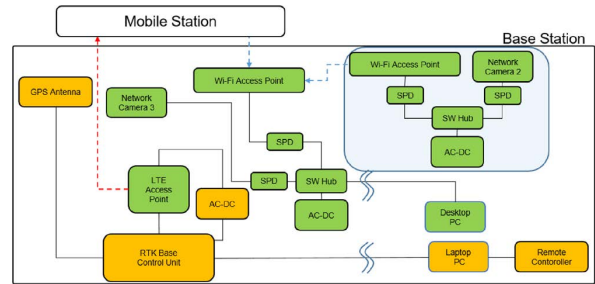 Mobile Station
Base Station
Wi-Fi Access Point
Network
Camera 2
GPS Antenna
Network
Camera 3
Wi-Fi Access Point
SPD
SPD
SW Hub
SPD
AC-DC
LTE
Access
Point
AC-DC
SPD
SW Hub
AC-DC
Desktop
PC
RTK Base
Control Unit
Laptop
PC
Remote
Contoroller